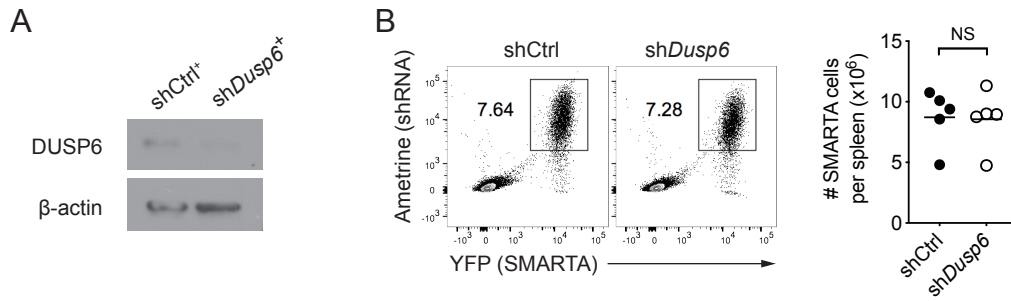 A
shCtrl⁺
shDusp6⁺
DUSP6
β-actin
B
shCtrl
shDusp6
Ametrine (shRNA)
10⁵
10⁴
10³
0
-10³
7.64
7.28
-10³ 0 10³ 10⁴ 10⁵
-10³ 0 10³ 10⁴ 10⁵
YFP (SMARTA)
NS
# SMARTA cells
per spleen (x10⁶)
15
10
5
0
shCtrl
shDusp6